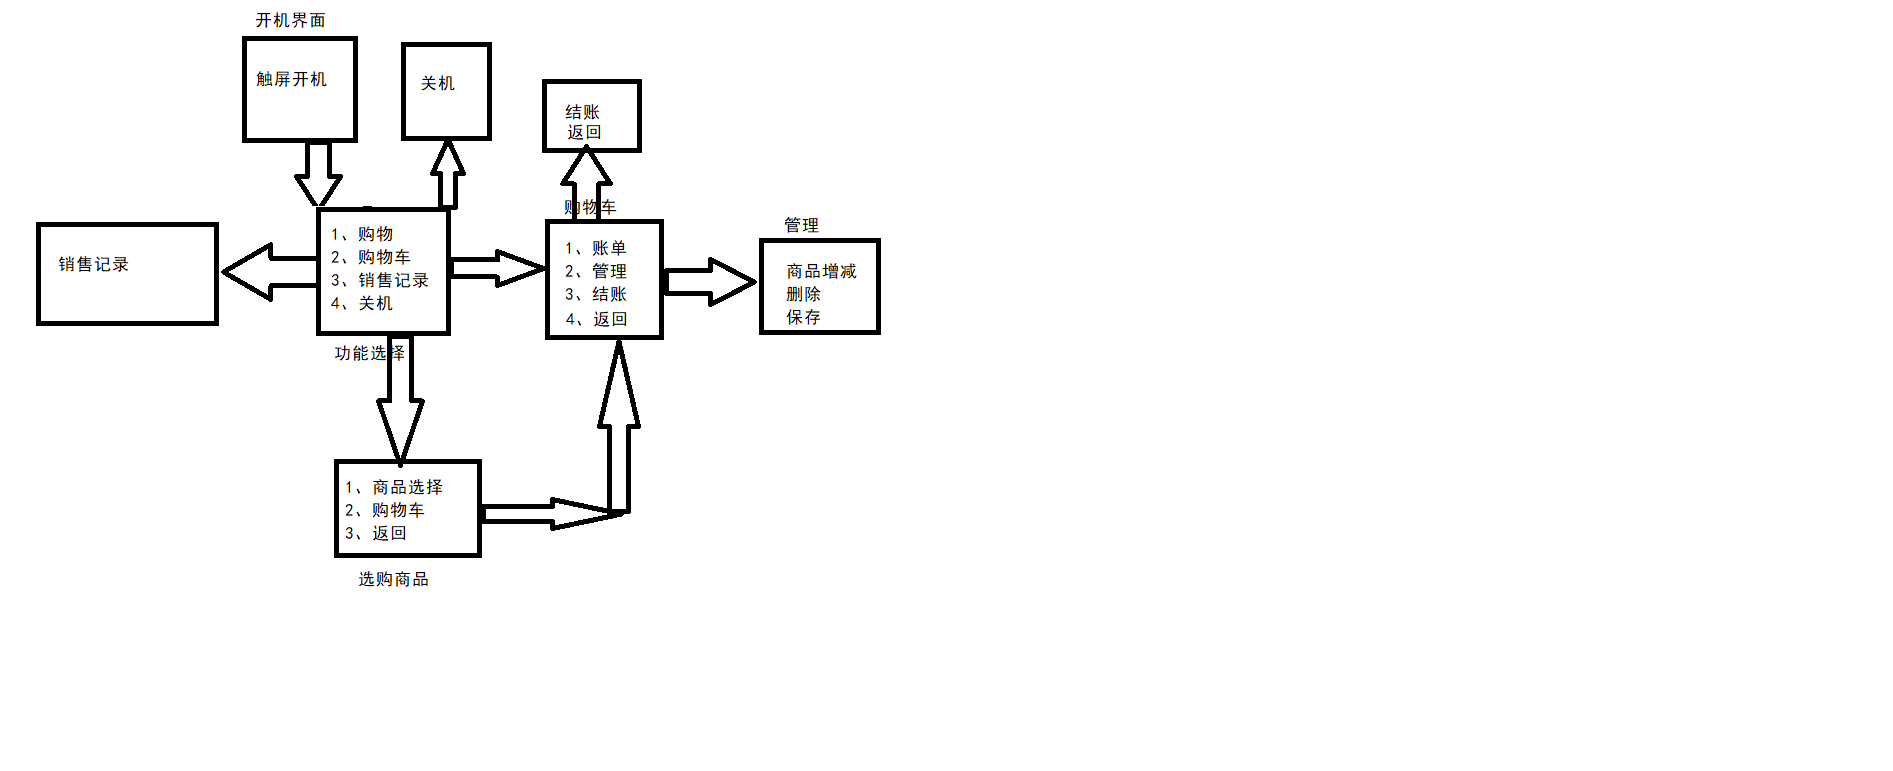 开机界面
触屏开机
关机
结账
返回
销售记录
1、购物
2、购物车
3、销售记录
4、关机
功能选择
购物车
1、账单
2、管理
3、结账
4、返回
管理
商品增减
删除
保存
1、商品选择
2、购物车
3、返回
选购商品